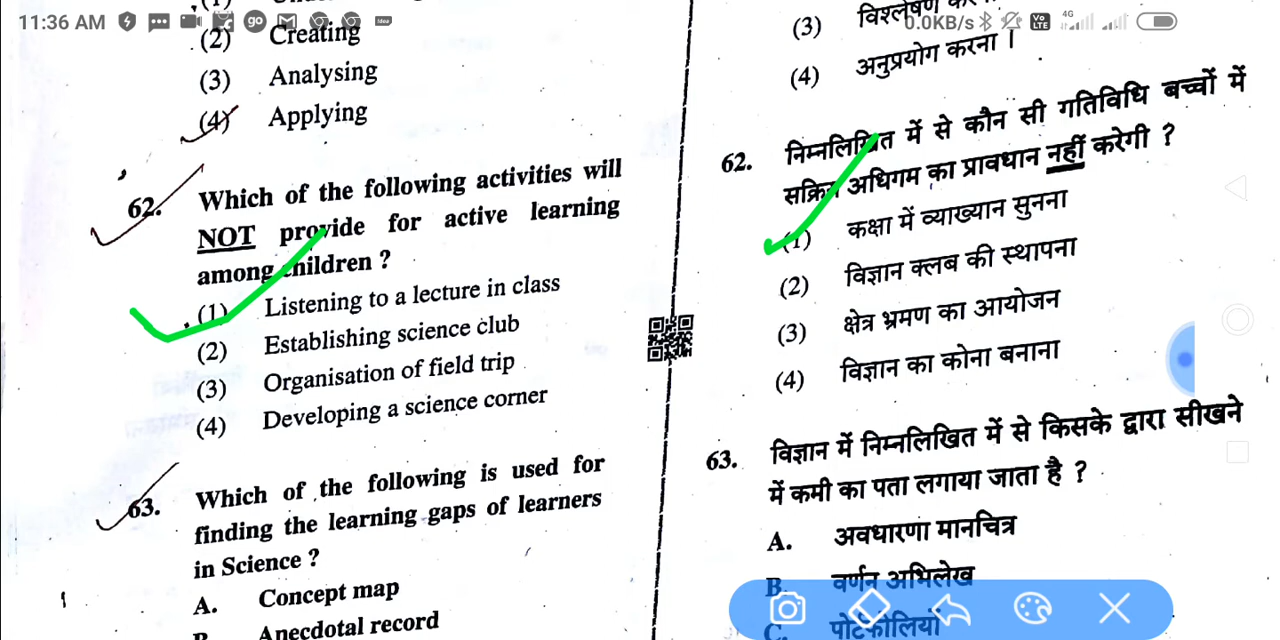 11:36 AM
0.0KB/s
4G
(2) Creating
(3) Analysing
(4) Applying
62. Which of the following activities will
NOT provide for active learning
among children ?
(1) Listening to a lecture in class
(2) Establishing science club
(3) Organisation of field trip
(4) Developing a science corner
63. Which of the following is used for
finding the learning gaps of learners
in Science ?
A. Concept map
Anecdotal record
(3) विश्लेषण
(4) अनुप्रयोग करना ।
62. निम्नलिखित में से कौन सी गतिविधि बच्चों में
सक्रिय अधिगम का प्रावधान नहीं करेगी ?
(1) कक्षा में व्याख्यान सुनना
(2) विज्ञान क्लब की स्थापना
(3) क्षेत्र भ्रमण का आयोजन
(4) विज्ञान का कोना बनाना
63. विज्ञान में निम्नलिखित में से किसके द्वारा सीखने
में कमी का पता लगाया जाता है ?
A. अवधारणा मानचित्र
B. वर्णन अभिलेख
C. पोर्टफोलियो